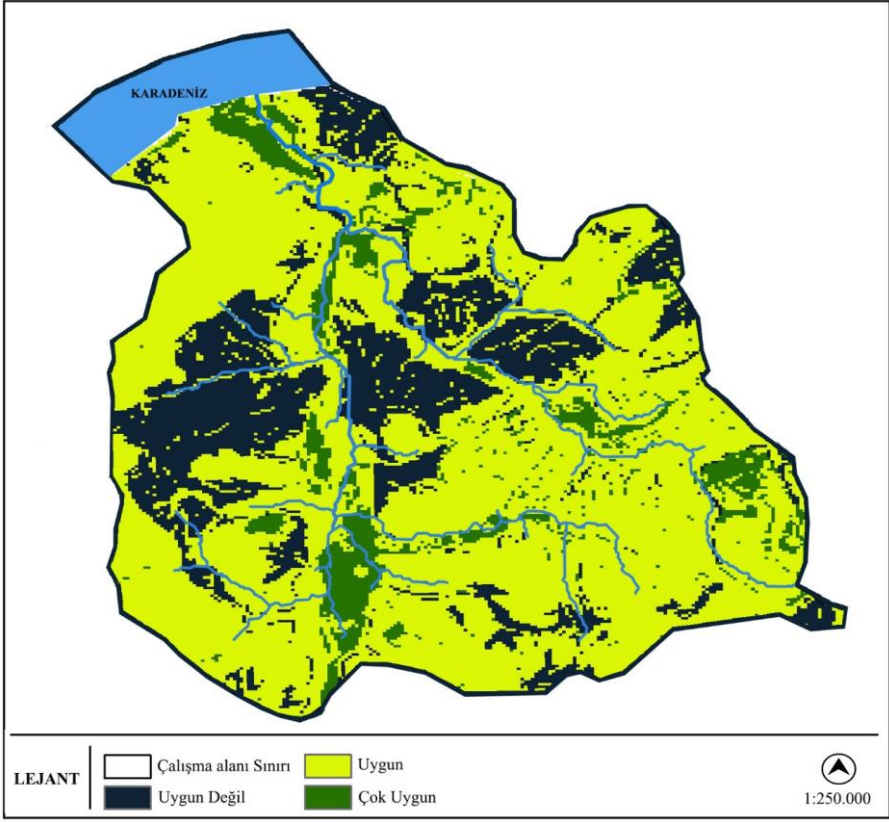 KARADENİZ
LEJANT
Çalışma alanı Sınırı
Uygun
Uygun Değil
Çok Uygun
1:250.000